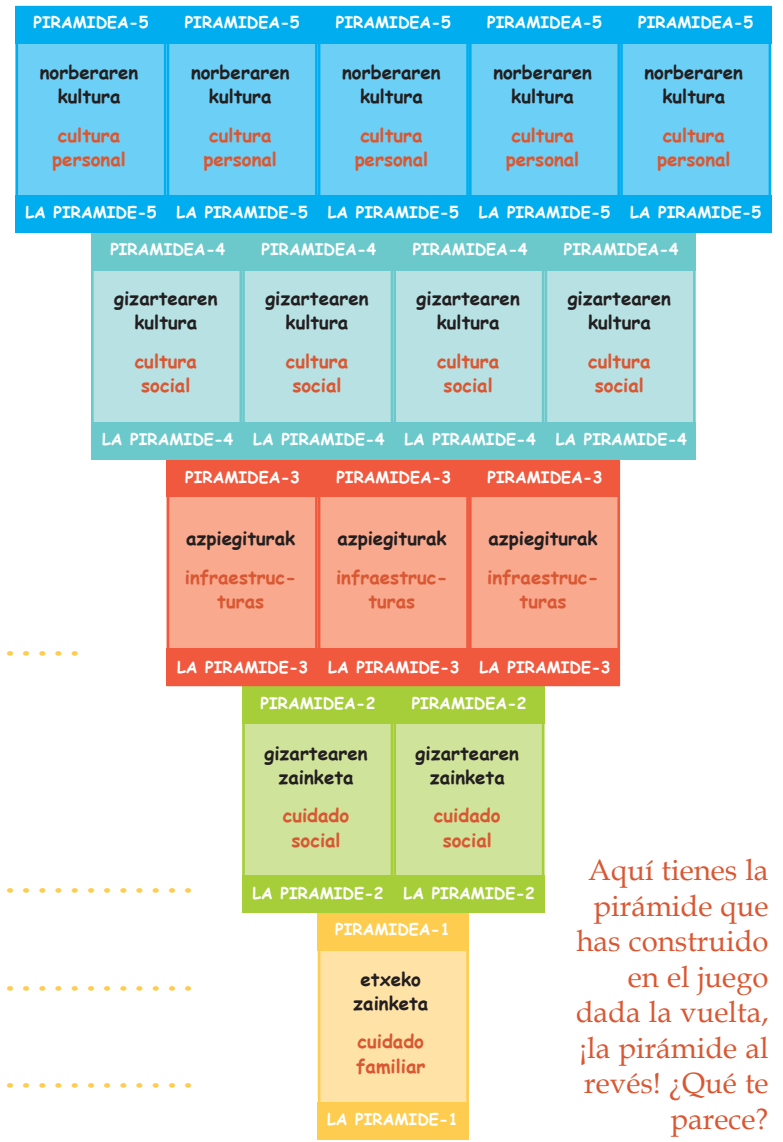 PIRAMIDEA-5 PIRAMIDEA-5 PIRAMIDEA-5 PIRAMIDEA-5 PIRAMIDEA-5
norberaren norberaren norberaren norberaren norberaren
kultura kultura kultura kultura kultura
cultura cultura cultura cultura cultura
personal personal personal personal personal
LA PIRAMIDE-5 LA PIRAMIDE-5 LA PIRAMIDE-5 LA PIRAMIDE-5 LA PIRAMIDE-5
PIRAMIDEA-4 PIRAMIDEA-4 PIRAMIDEA-4 PIRAMIDEA-4
gizartearen gizartearen gizartearen gizartearen
kultura kultura kultura kultura
cultura cultura cultura cultura
social social social social
LA PIRAMIDE-4 LA PIRAMIDE-4 LA PIRAMIDE-4 LA PIRAMIDE-4
PIRAMIDEA-3 PIRAMIDEA-3 PIRAMIDEA-3
azpiegiturak azpiegiturak azpiegiturak
infraestruc- infraestruc- infraestruc-
turas turas turas
LA PIRAMIDE-3 LA PIRAMIDE-3 LA PIRAMIDE-3
PIRAMIDEA-2 PIRAMIDEA-2
gizartearen gizartearen
zainketa zainketa
cuidado cuidado
social social
LA PIRAMIDE-2 LA PIRAMIDE-2
PIRAMIDEA-1
etxeko
zainketa
cuidado
familiar
LA PIRAMIDE-1
Aquí tienes la
pirámide que
has construido
en el juego
dada la vuelta,
¡la pirámide al
revés! ¿Qué te
parece?